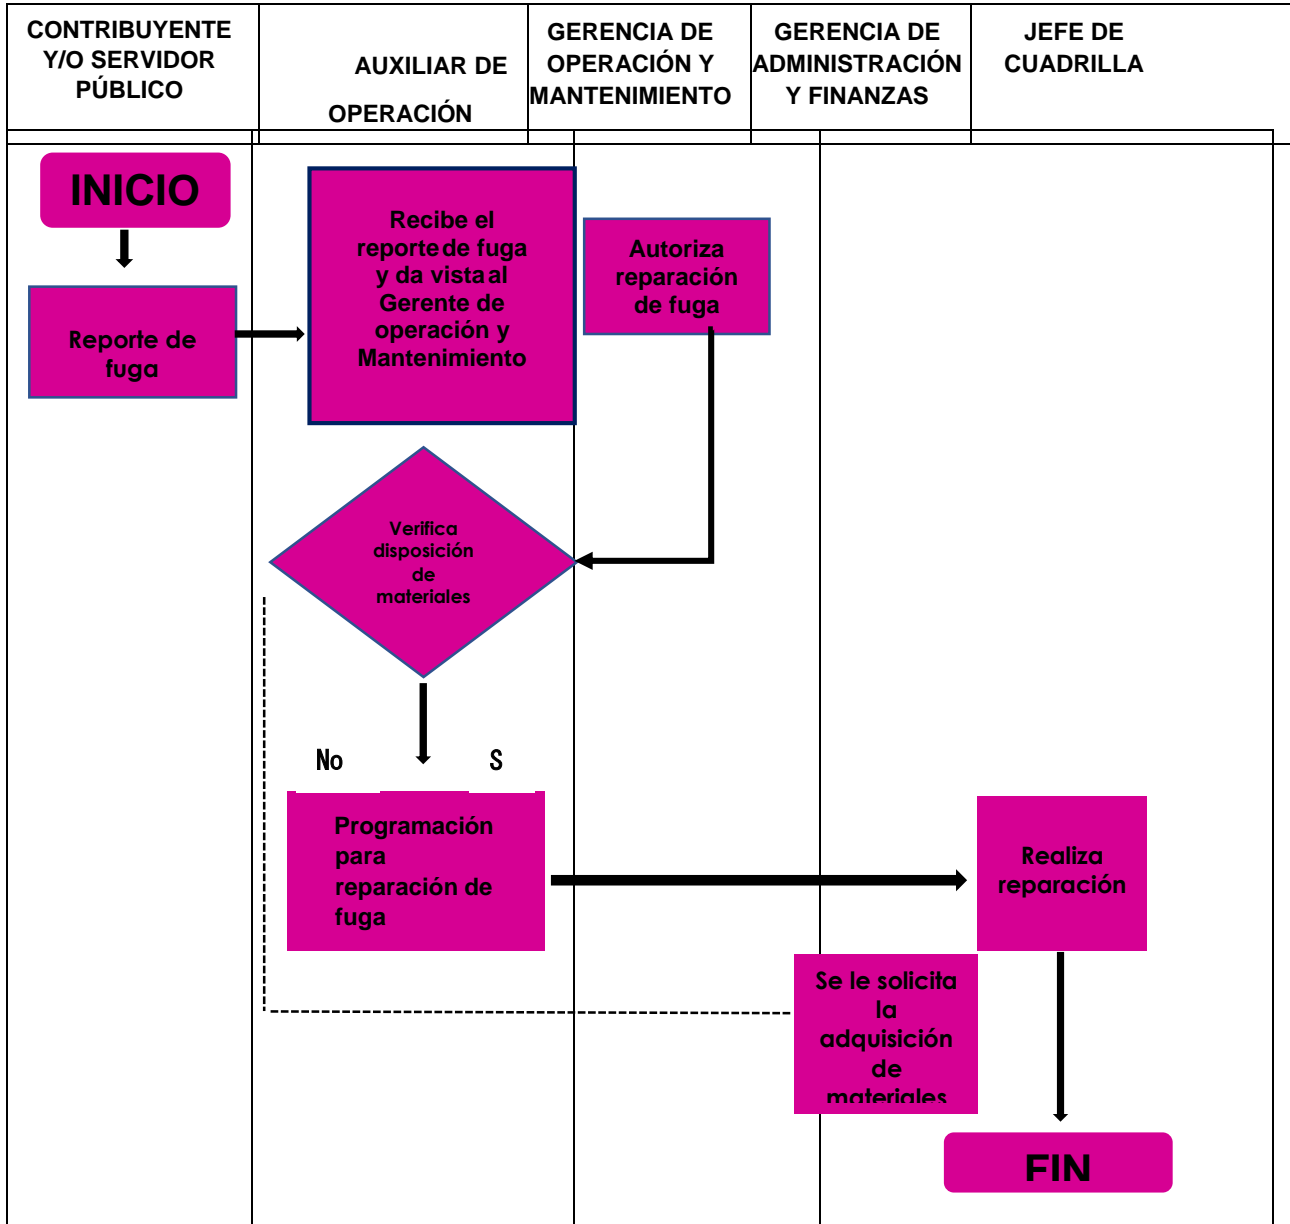 CONTRIBUYENTE
Y/O SERVIDOR
PÚBLICO
AUXILIAR DE
OPERACIÓN
GERENCIA DE
OPERACIÓN Y
MANTENIMIENTO
GERENCIA DE
ADMINISTRACIÓN
Y FINANZAS
JEFE DE
CUADRILLA
INICIO
Reporte de
fuga
Recibe el
reporte de fuga
y da vista al
Gerente de
operación y
Mantenimiento
Autoriza
reparación
de fuga
Verifica
disposición
de
materiales
No
S
Programación
para
reparación de
fuga
Realiza
reparación
Se le solicita
la
adquisición
de
materiales
FIN